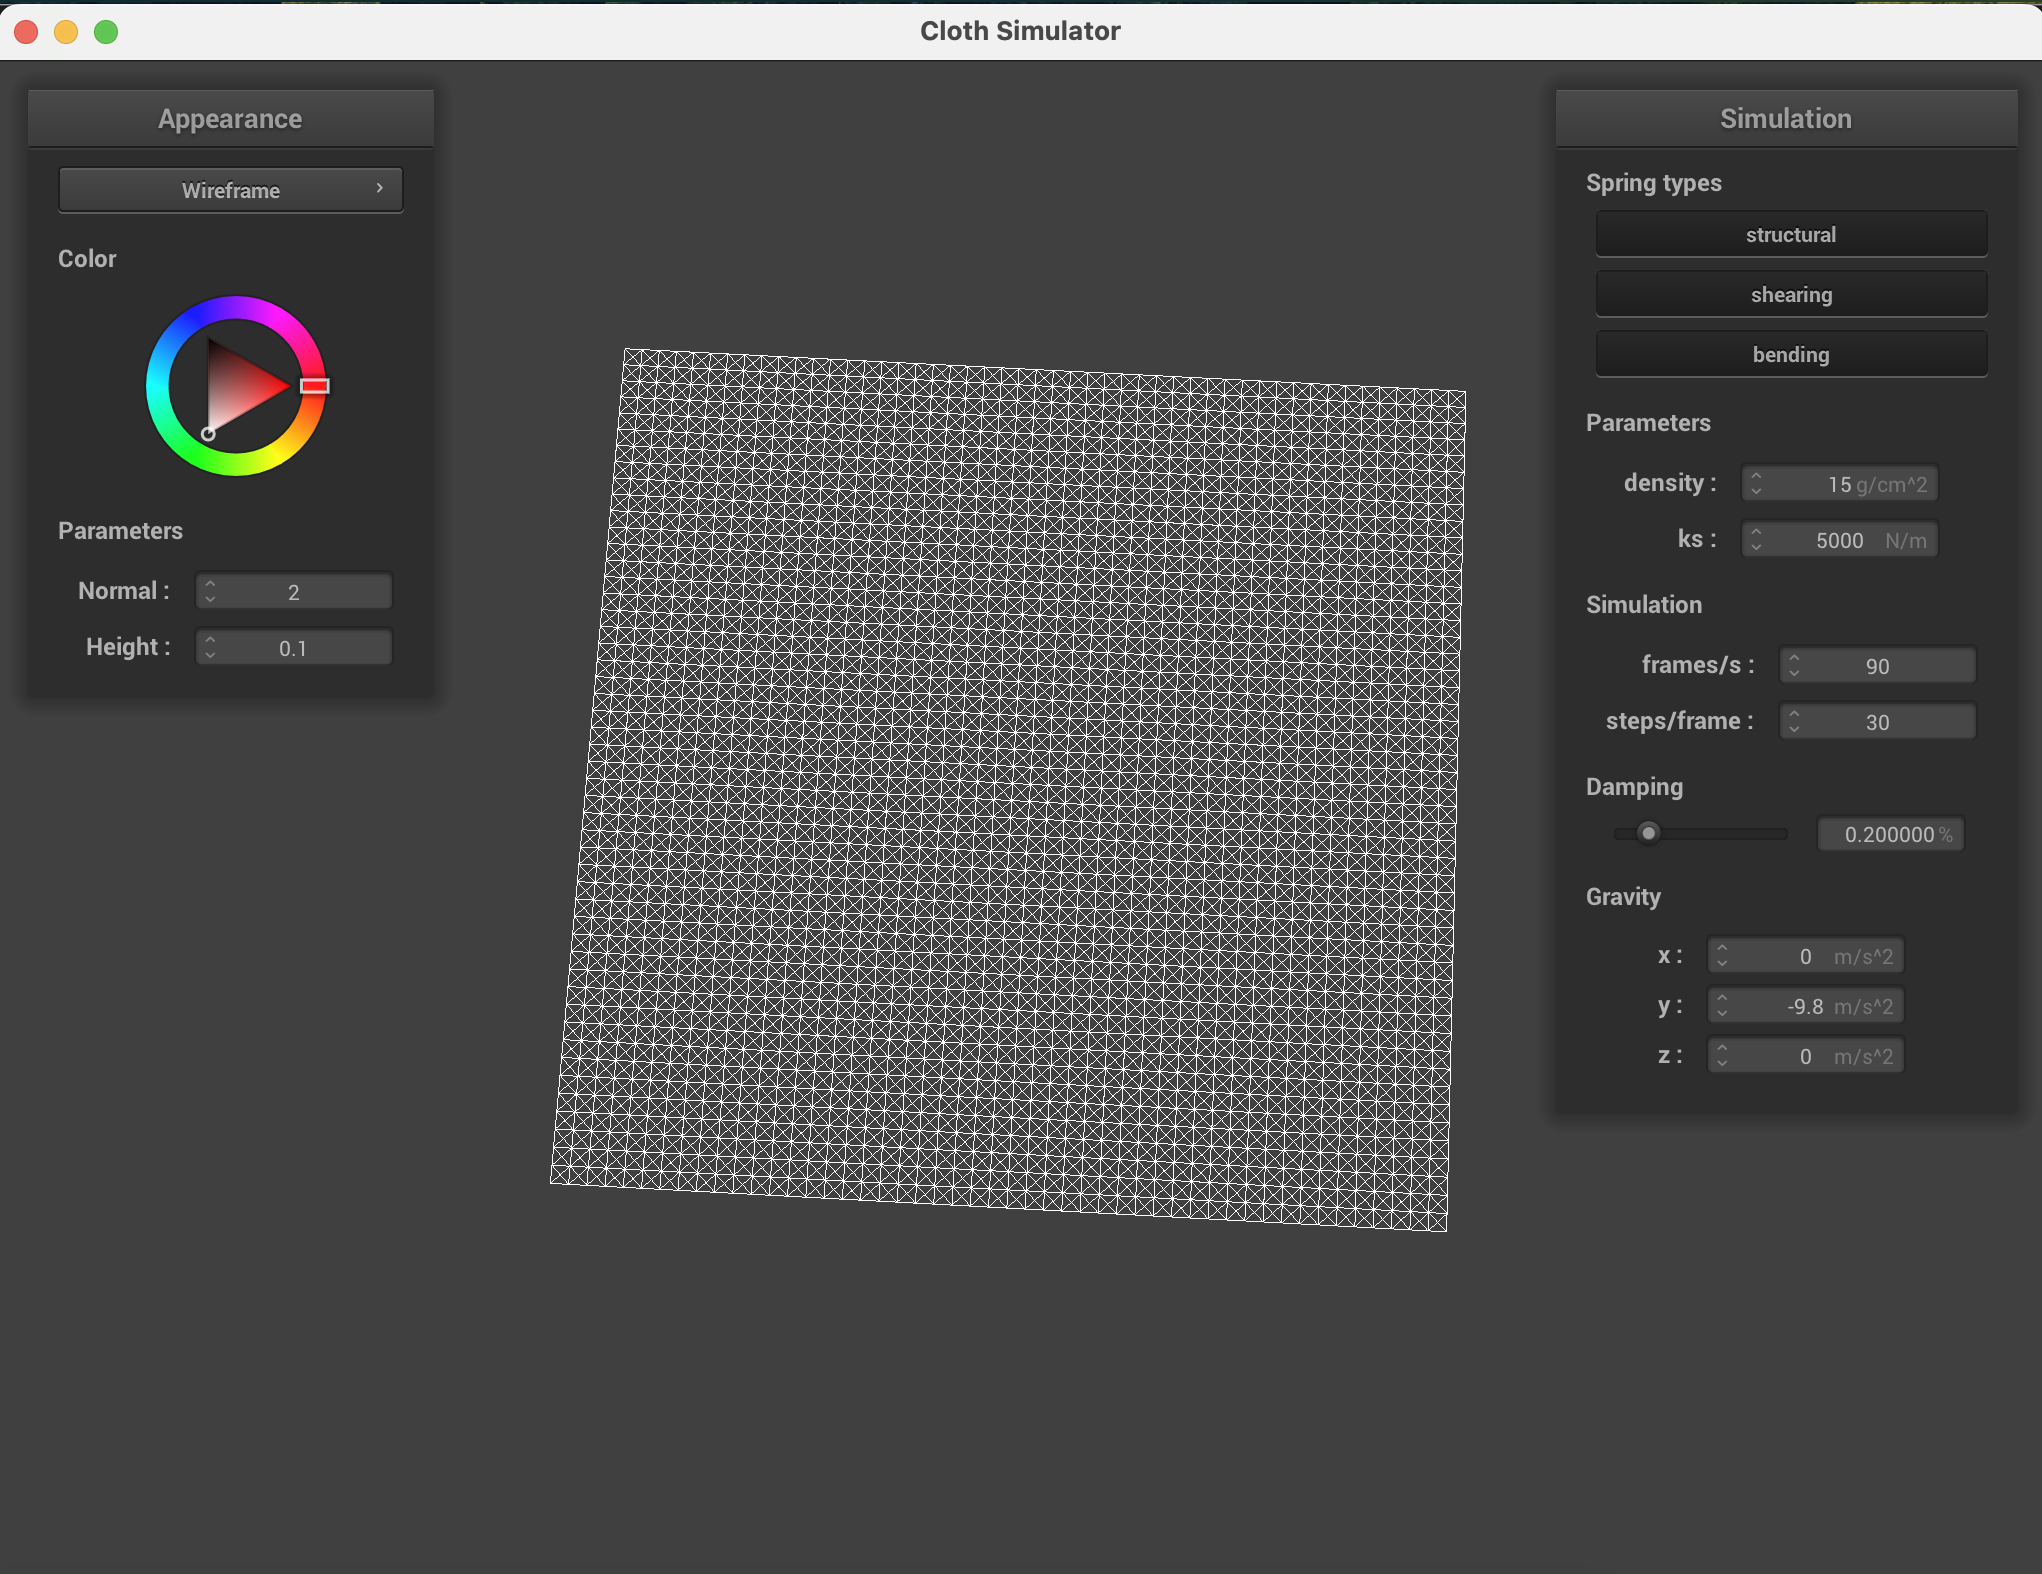 Cloth Simulator
Appearance
Wireframe
Color
Parameters
Normal : 2
Height : 0.1
Simulation
Spring types
structural
shearing
bending
Parameters
density : 15 g/cm^2
ks : 5000 N/m
Simulation
frames/s : 90
steps/frame : 30
Damping
0.200000 %
Gravity
x : 0 m/s^2
y : -9.8 m/s^2
z : 0 m/s^2